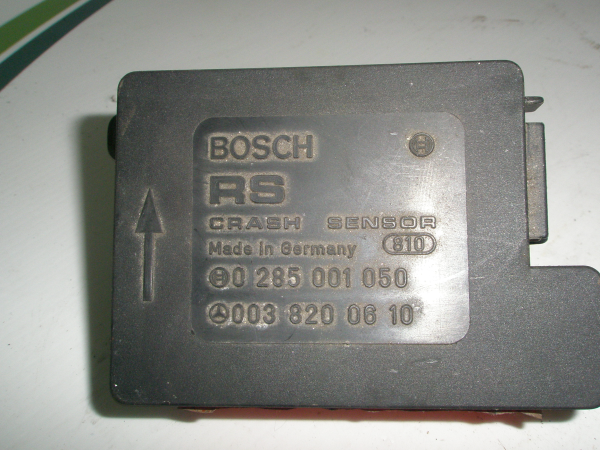 BOSCH
RS
CRASH SENSOR
Made in Germany 810
0 285 001 050
003 820 06 10